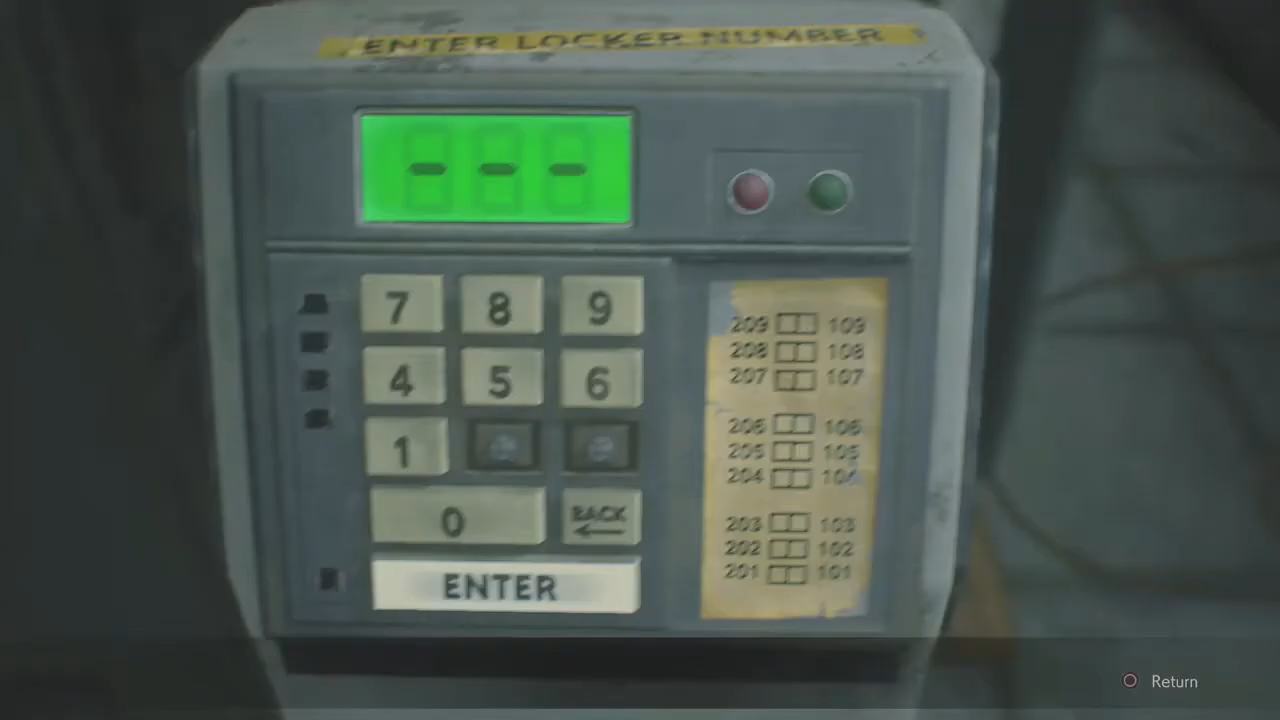 ENTER LOCKER NUMBER
- - -
7 8 9
4 5 6
1
0 BACK
ENTER
209 109
208 108
207 107
206 106
205 105
204 104
203 103
202 102
201 101
Return